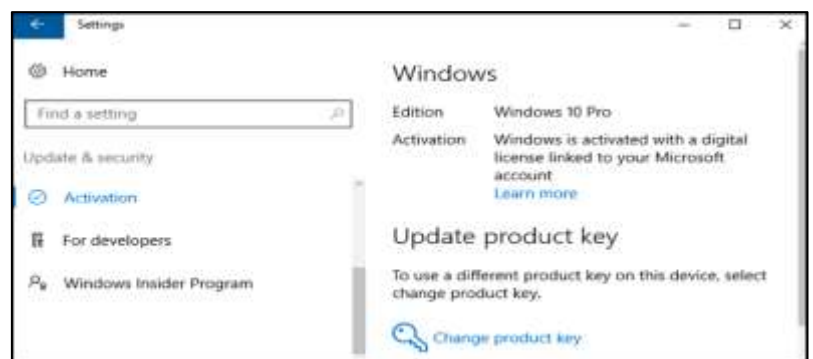 Settings
Home
Find a setting
Update & security
Activation
For developers
Windows Insider Program
Windows
Edition Windows 10 Pro
Activation Windows is activated with a digital
license linked to your Microsoft
account
Learn more
Update product key
To use a different product key on this device, select
change product key.
Change product key